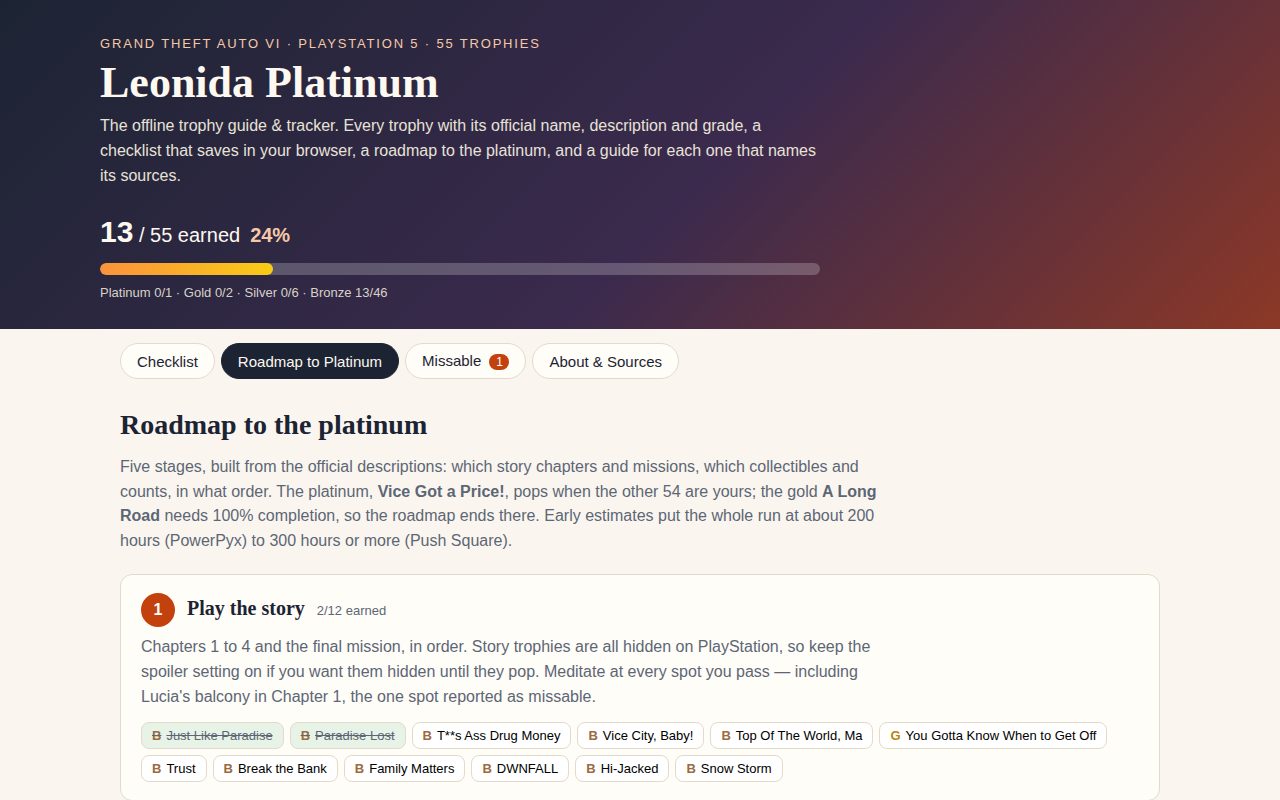 GRAND THEFT AUTO VI · PLAYSTATION 5 · 55 TROPHIES
Leonida Platinum
The offline trophy guide & tracker. Every trophy with its official name, description and grade, a
checklist that saves in your browser, a roadmap to the platinum, and a guide for each one that names
its sources.
13 / 55 earned 24%
Platinum 0/1 · Gold 0/2 · Silver 0/6 · Bronze 13/46
Checklist Roadmap to Platinum Missable 1 About & Sources
Roadmap to the platinum
Five stages, built from the official descriptions: which story chapters and missions, which collectibles and
counts, in what order. The platinum, Vice Got a Price!, pops when the other 54 are yours; the gold A Long
Road needs 100% completion, so the roadmap ends there. Early estimates put the whole run at about 200
hours (PowerPyx) to 300 hours or more (Push Square).
1 Play the story 2/12 earned
Chapters 1 to 4 and the final mission, in order. Story trophies are all hidden on PlayStation, so keep the
spoiler setting on if you want them hidden until they pop. Meditate at every spot you pass — including
Lucia's balcony in Chapter 1, the one spot reported as missable.
B Just Like Paradise B Paradise Lost B T**s Ass Drug Money B Vice City, Baby! B Top Of The World, Ma G You Gotta Know When to Get Off
B Trust B Break the Bank B Family Matters B DWNFALL B Hi-Jacked B Snow Storm